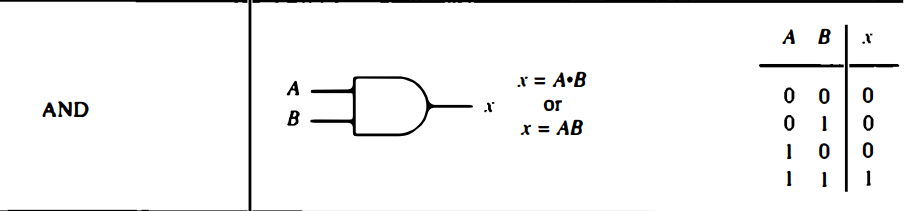 AND
A
B
x
x = A•B
or
x = AB
A B x
0 0 0
0 1 0
1 0 0
1 1 1